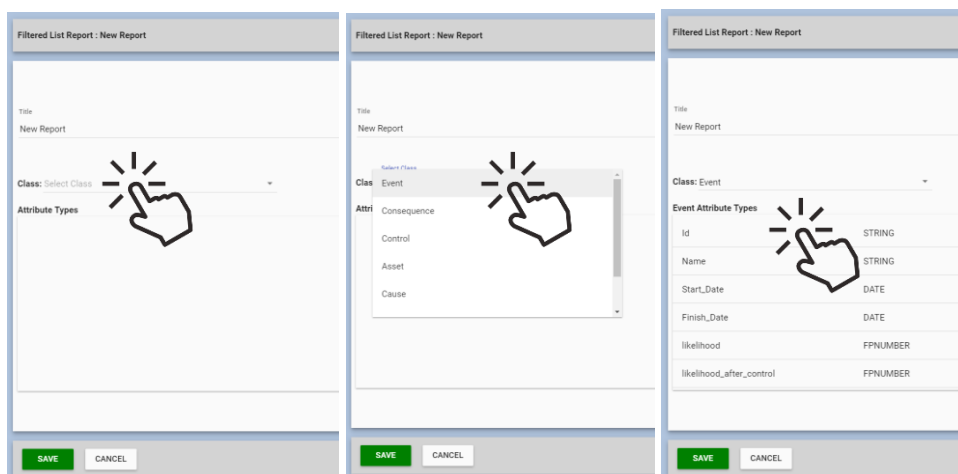 Filtered List Report : New Report
Title
New Report
Class: Select Class
Attribute Types
SAVE CANCEL
Filtered List Report : New Report
Title
New Report
Select Class
Clas Event
Attri Consequence
Control
Asset
Cause
SAVE CANCEL
Filtered List Report : New Report
Title
New Report
Class: Event
Event Attribute Types
Id STRING
Name STRING
Start_Date DATE
Finish_Date DATE
likelihood FPNUMBER
likelihood_after_control FPNUMBER
SAVE CANCEL